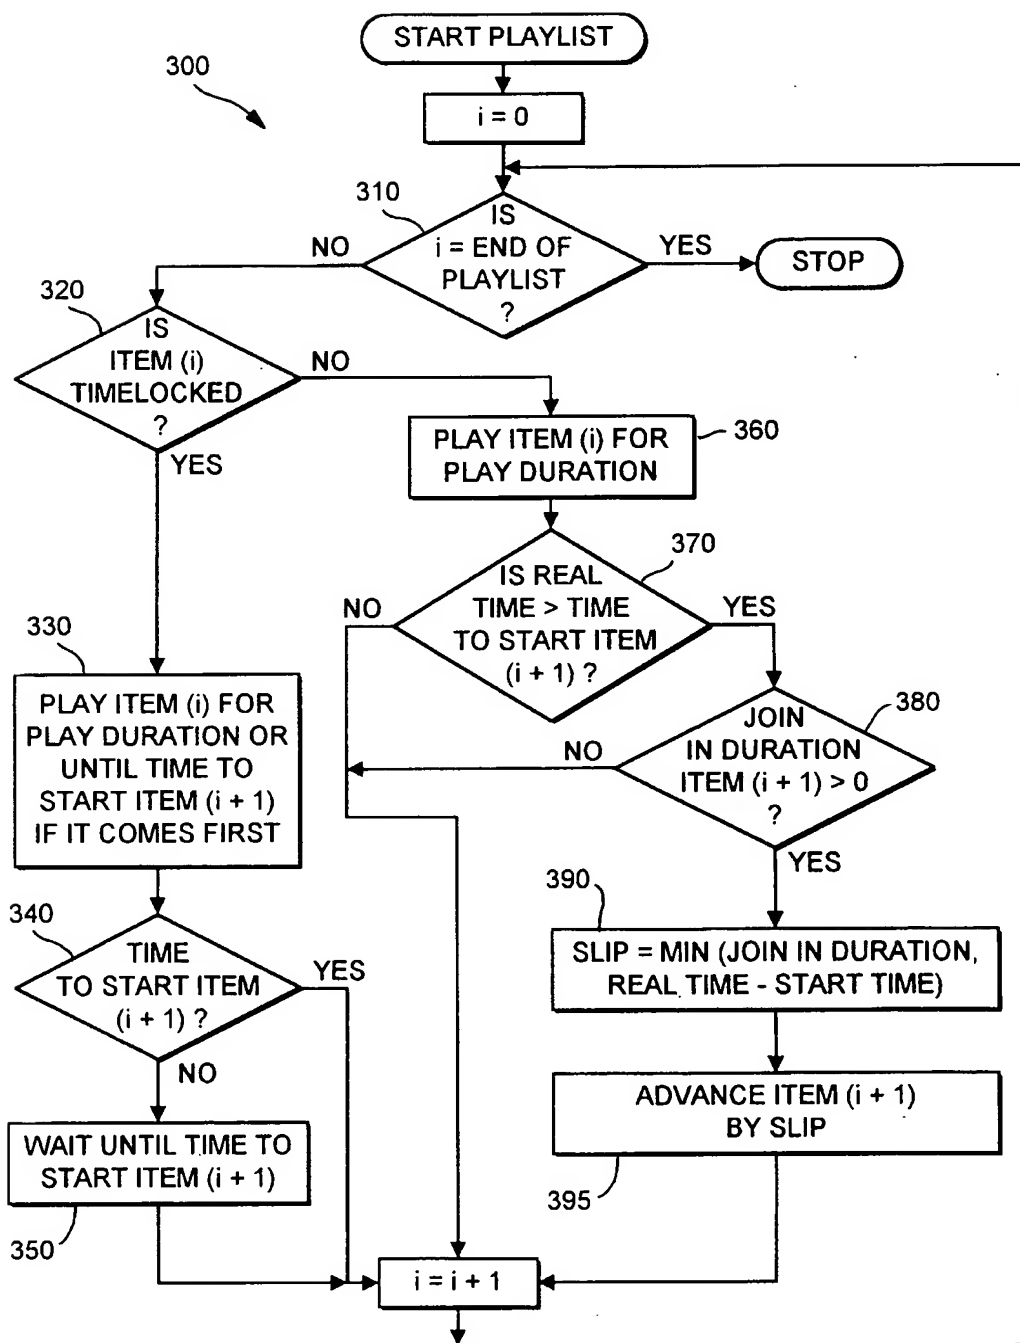 START PLAYLIST
300
i = 0
310
IS
i = END OF
PLAYLIST
?
NO
YES
STOP
320
IS
ITEM (i)
TIMELOCKED
?
NO
YES
PLAY ITEM (i) FOR
PLAY DURATION
360
370
IS REAL
TIME > TIME
TO START ITEM
(i + 1) ?
NO
YES
330
PLAY ITEM (i) FOR
PLAY DURATION OR
UNTIL TIME TO
START ITEM (i + 1)
IF IT COMES FIRST
380
JOIN
IN DURATION
ITEM (i + 1) > 0
?
NO
YES
340
TIME
TO START ITEM
(i + 1) ?
YES
NO
390
SLIP = MIN (JOIN IN DURATION,
REAL TIME - START TIME)
ADVANCE ITEM (i + 1)
BY SLIP
395
WAIT UNTIL TIME TO
START ITEM (i + 1)
350
i = i + 1